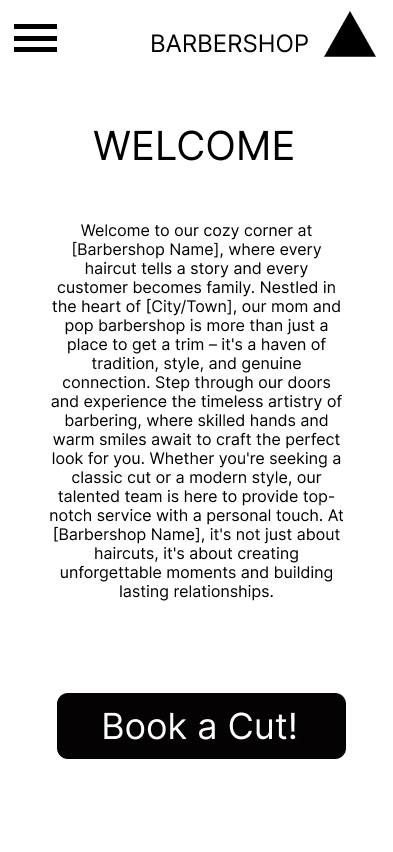 BARBERSHOP
WELCOME
Welcome to our cozy corner at
[Barbershop Name], where every
haircut tells a story and every
customer becomes family. Nestled in
the heart of [City/Town], our mom and
pop barbershop is more than just a
place to get a trim – it's a haven of
tradition, style, and genuine
connection. Step through our doors
and experience the timeless artistry of
barbering, where skilled hands and
warm smiles await to craft the perfect
look for you. Whether you're seeking a
classic cut or a modern style, our
talented team is here to provide top-
notch service with a personal touch. At
[Barbershop Name], it's not just about
haircuts, it's about creating
unforgettable moments and building
lasting relationships.
Book a Cut!